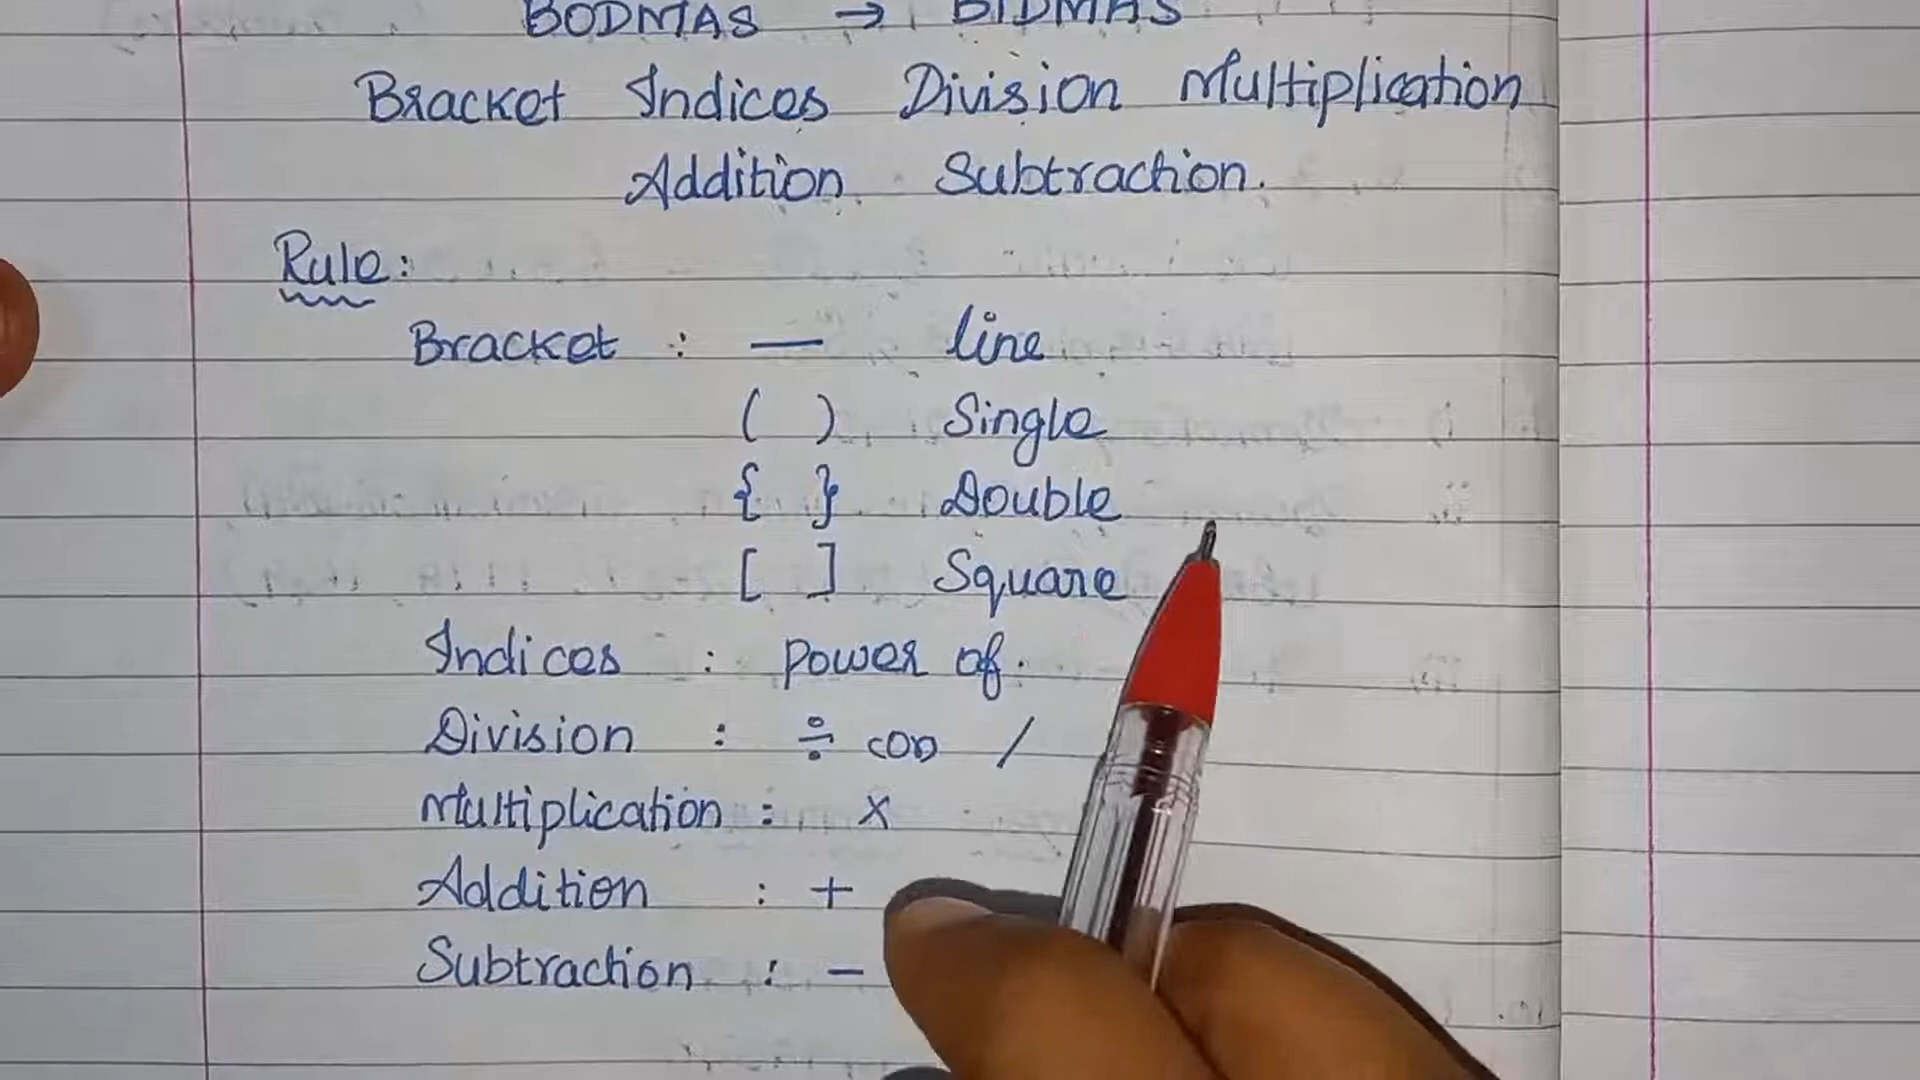 BODMAS → BIDMAS
Bracket Indices Division Multiplication
Addition Subtraction.
Rule:
Bracket : — line
( ) Single
{ } Double
[ ] Square
Indices : power of.
Division : ÷ (or) /
Multiplication : ×
Addition : +
Subtraction : -